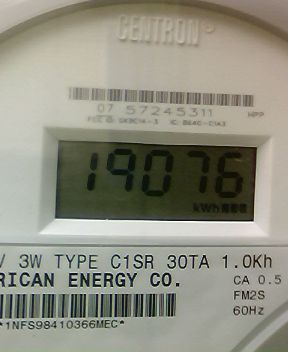 CENTRON
07 57245311 HPP
19076
kWh
V 3W TYPE C1SR 30TA 1.0Kh
RICAN ENERGY CO. CA 0.5
FM2S
60Hz
*1NFS98410366MEC*